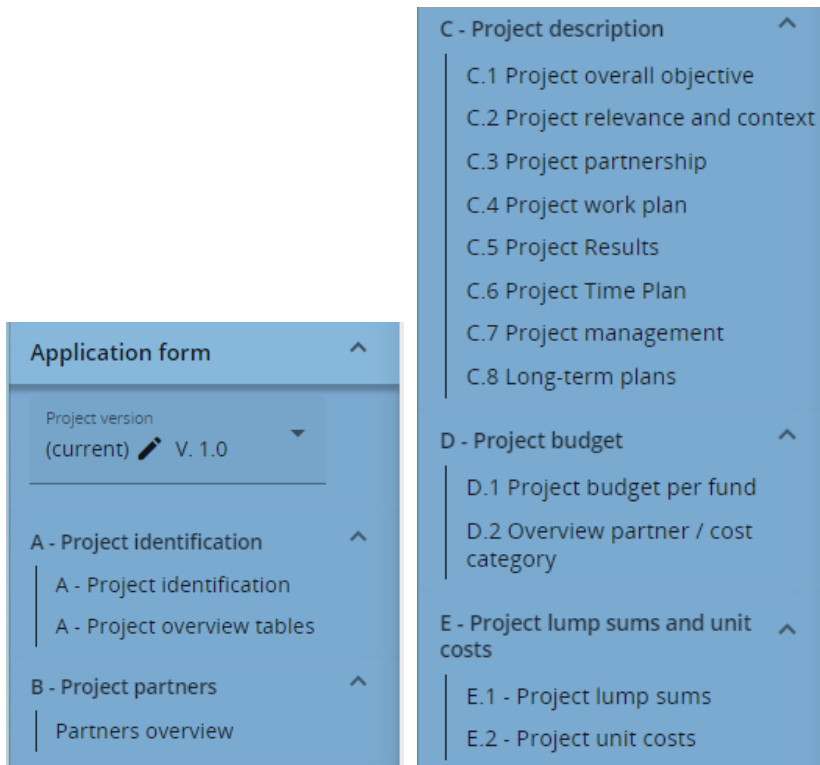 Application form
Project version
(current) V. 1.0
A - Project identification
A - Project identification
A - Project overview tables
B - Project partners
Partners overview
C - Project description
C.1 Project overall objective
C.2 Project relevance and context
C.3 Project partnership
C.4 Project work plan
C.5 Project Results
C.6 Project Time Plan
C.7 Project management
C.8 Long-term plans
D - Project budget
D.1 Project budget per fund
D.2 Overview partner / cost
category
E - Project lump sums and unit
costs
E.1 - Project lump sums
E.2 - Project unit costs